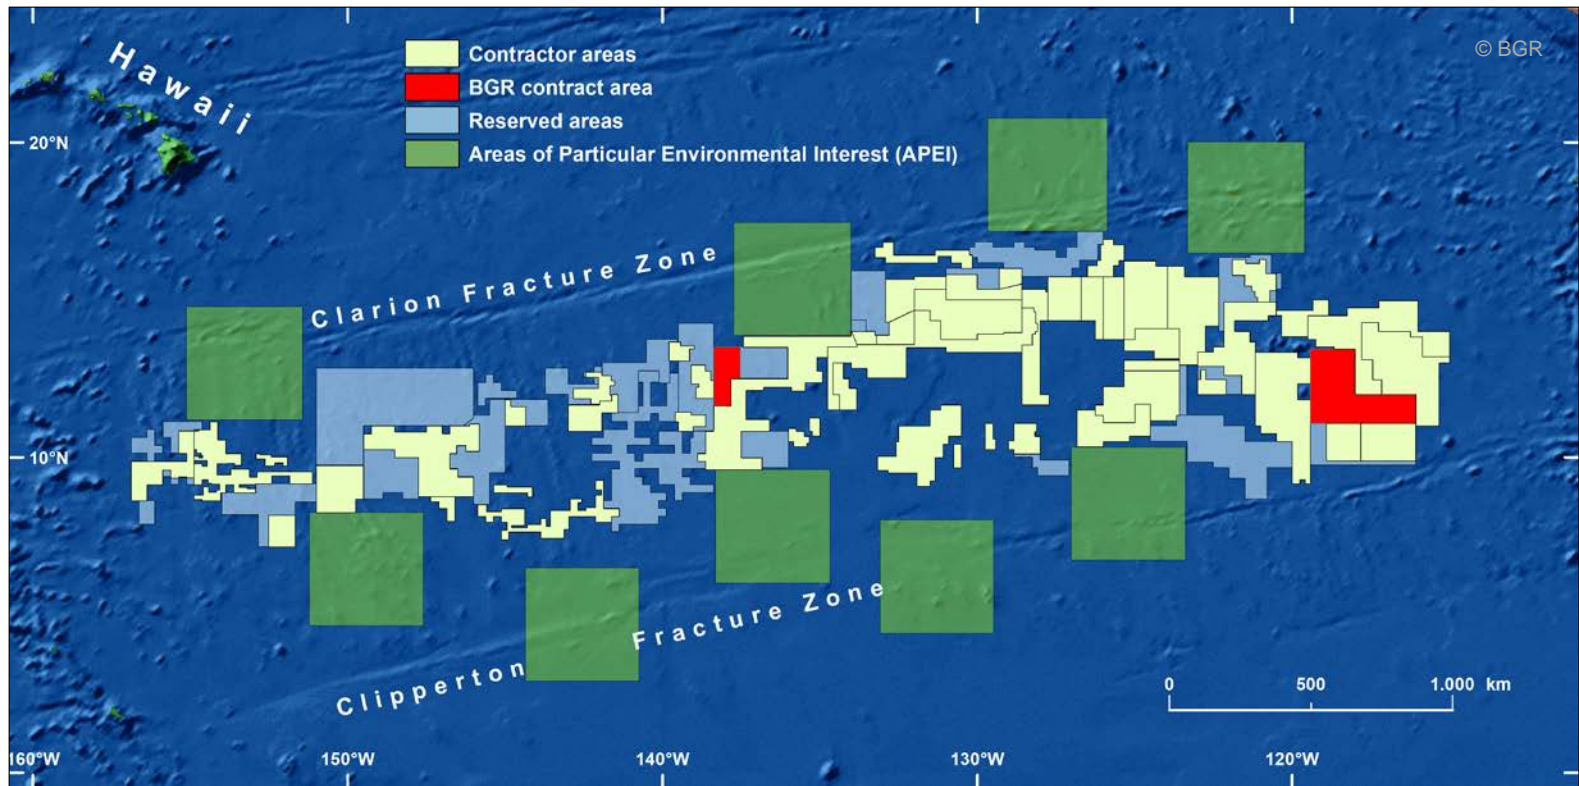 Hawaii
Contractor areas
BGR contract area
Reserved areas
Areas of Particular Environmental Interest (APEI)
© BGR
20°N
Clarion Fracture Zone
10°N
Clipperton Fracture Zone
0 500 1.000 km
160°W 150°W 140°W 130°W 120°W